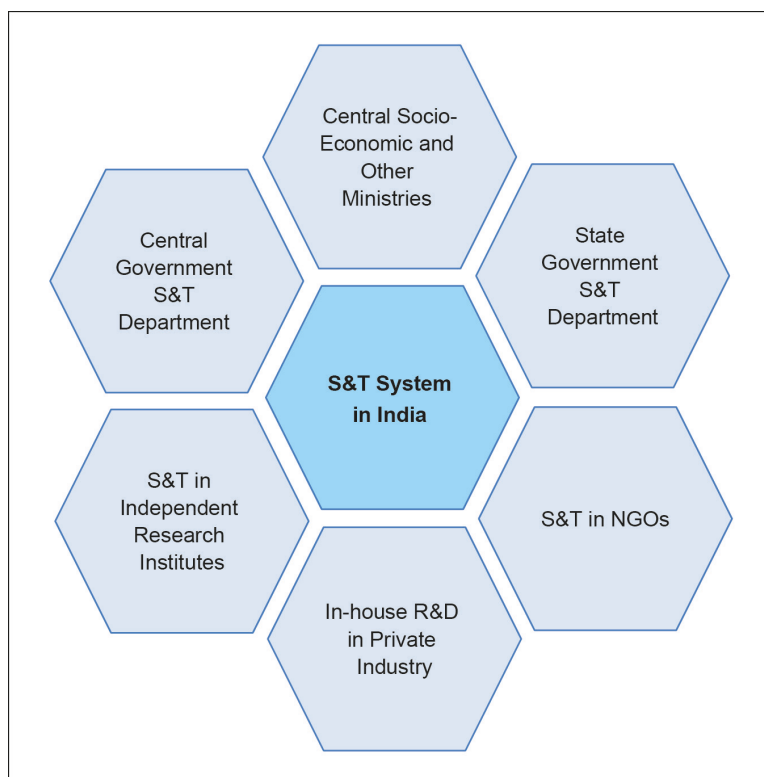 Central Socio-
Economic and
Other
Ministries
Central
Government
S&T
Department
State
Government
S&T
Department
S&T System
in India
S&T in
Independent
Research
Institutes
S&T in NGOs
In-house R&D
in Private
Industry